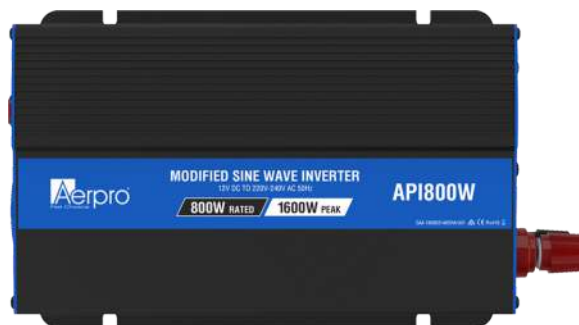 MODIFIED SINE WAVE INVERTER
12V DC TO 220V-240V AC 50Hz
Aerpro
800W RATED
1600W PEAK
API800W